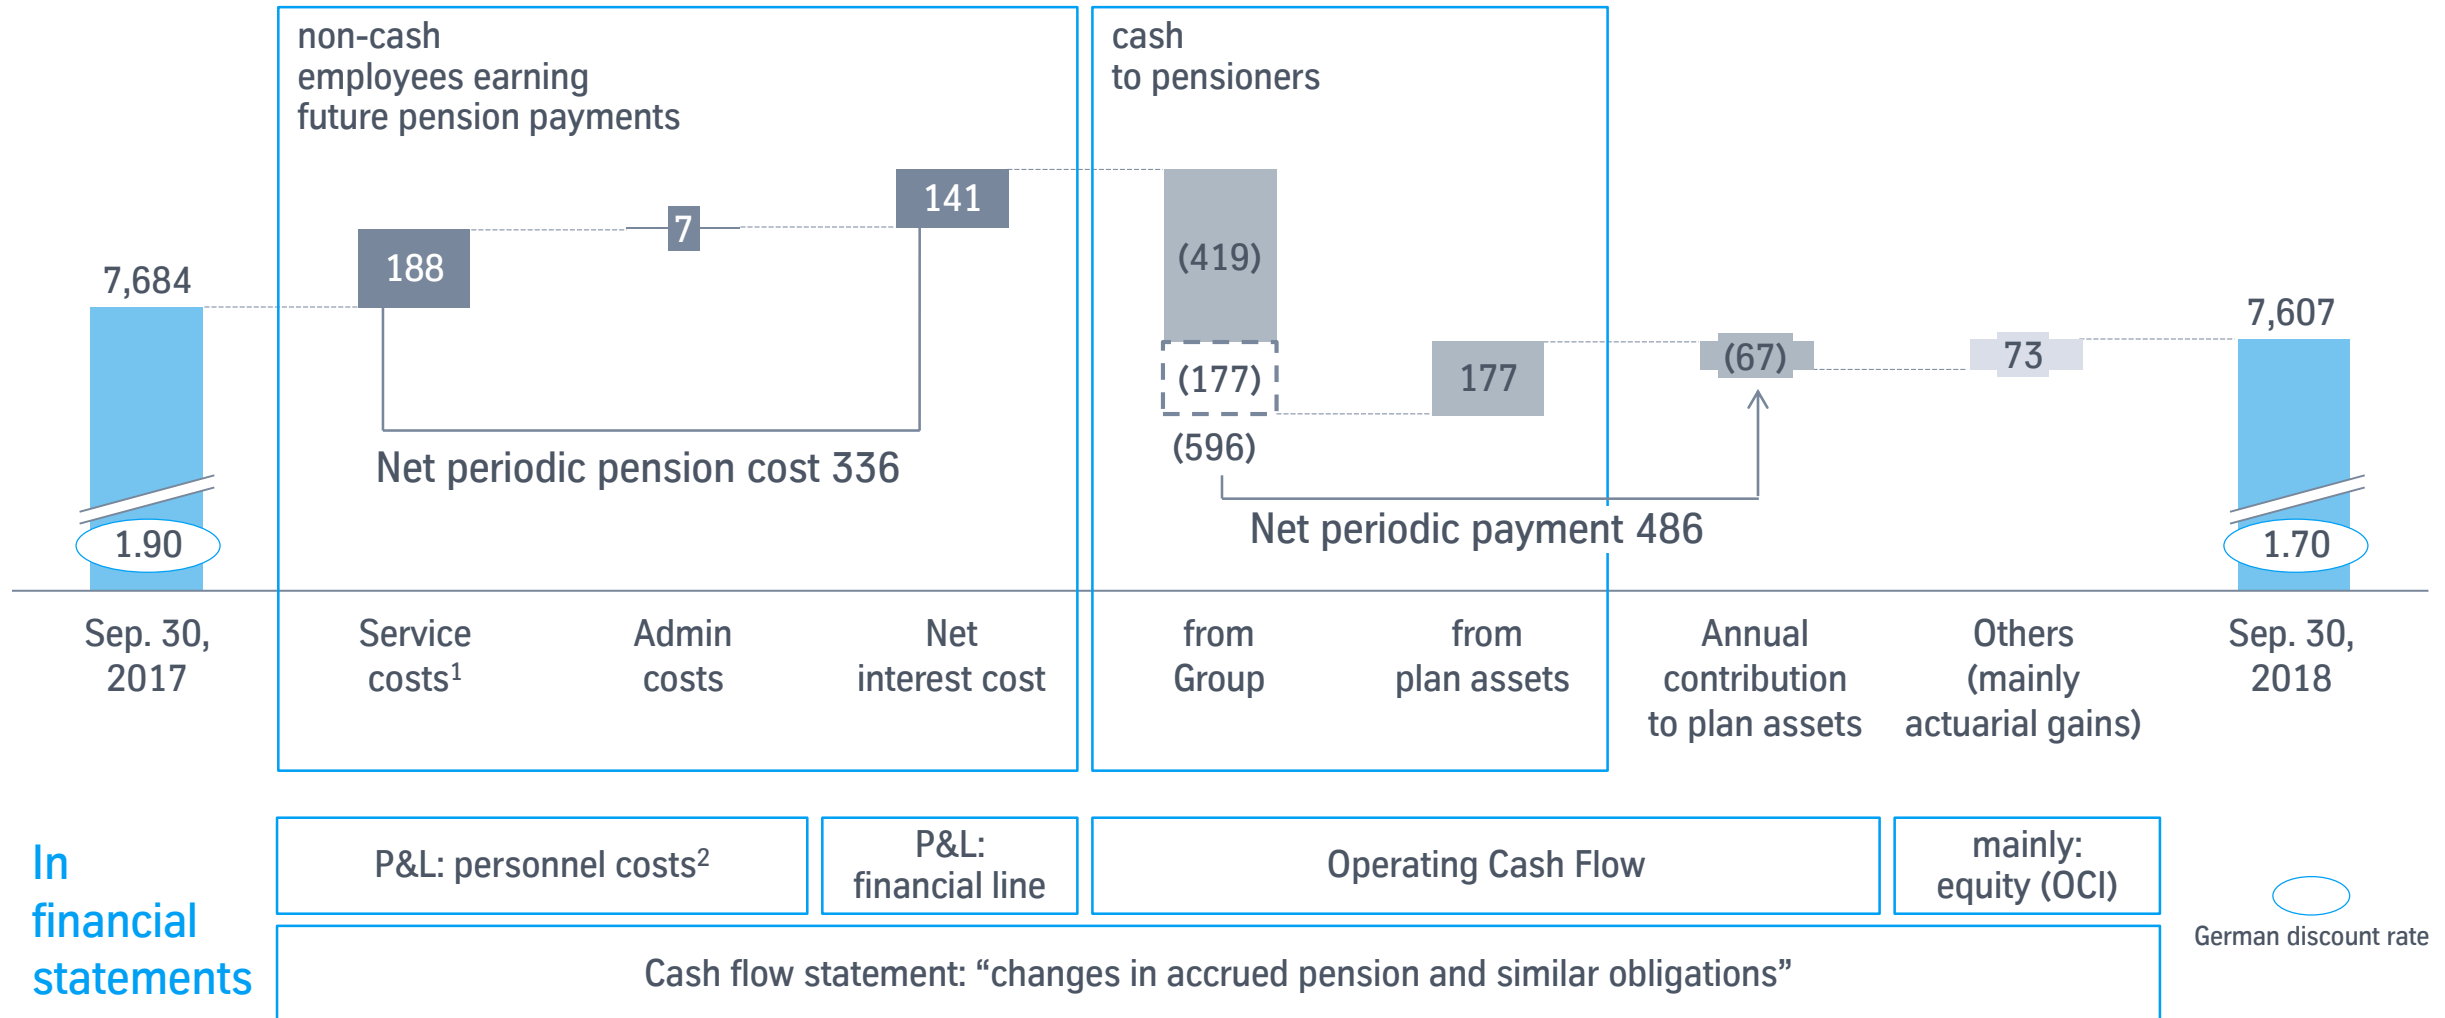 non-cash
employees earning
future pension payments
cash
to pensioners
7,684
188
7
141
(419)
(177)
(596)
177
(67)
73
7,607
Net periodic pension cost 336
Net periodic payment 486
1.90
1.70
Sep. 30,
2017
Service
costs¹
Admin
costs
Net
interest cost
from
Group
from
plan assets
Annual
contribution
to plan assets
Others
(mainly
actuarial gains)
Sep. 30,
2018
In
financial
statements
P&L: personnel costs²
P&L:
financial line
Operating Cash Flow
mainly:
equity (OCI)
German discount rate
Cash flow statement: “changes in accrued pension and similar obligations”